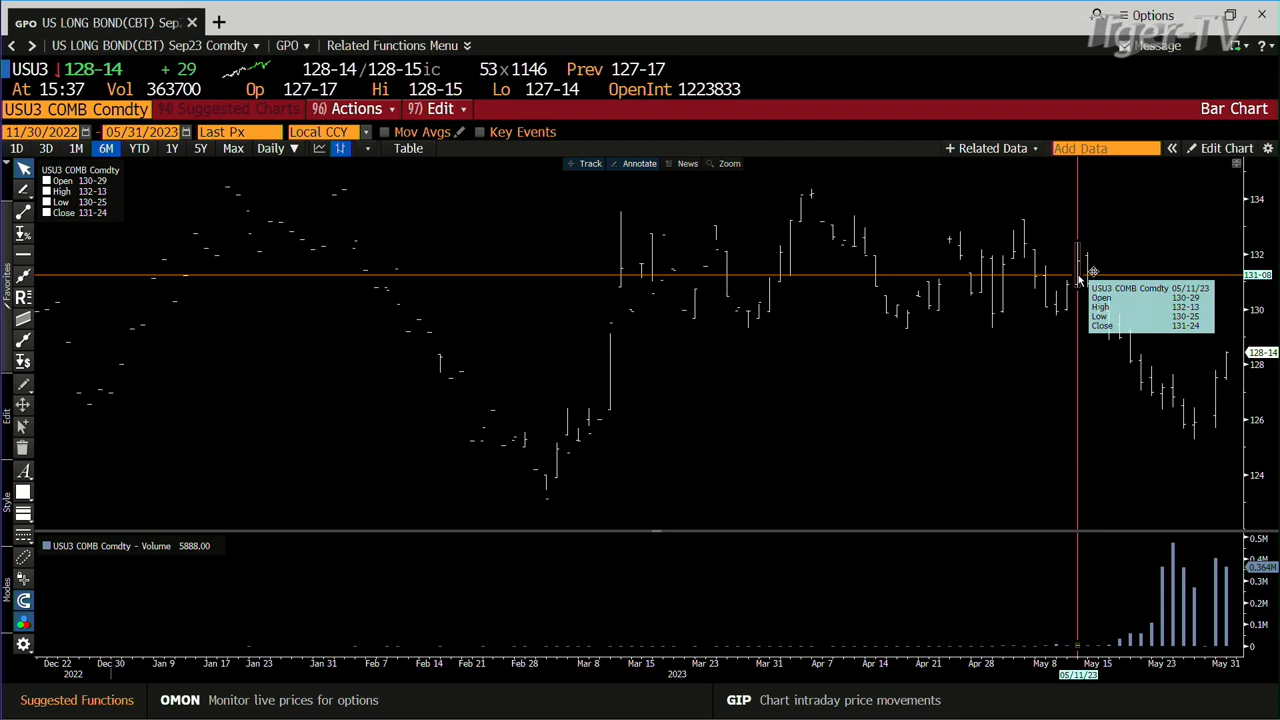 GPO US LONG BOND(CBT) Sep
Options
Tiger-TV
US LONG BOND(CBT) Sep23 Comdty GPO Related Functions Menu
Message
USU3 128-14 + 29 128-14/128-15ic 53x1146 Prev 127-17
At 15:37 Vol 363700 Op 127-17 Hi 128-15 Lo 127-14 OpenInt 1223833
USU3 COMB Comdty 94) Suggested Charts 96) Actions 97) Edit Bar Chart
11/30/2022 - 05/31/2023 Last Px Local CCY Mov Avgs Key Events
1D 3D 1M 6M YTD 1Y 5Y Max Daily Table + Related Data Add Data Edit Chart
Track Annotate News Zoom
USU3 COMB Comdty
Open 130-29
High 132-13
Low 130-25
Close 131-24
134
132
131-08
130
128-14
128
126
124
USU3 COMB Comdty 05/11/23
Open 130-29
High 132-13
Low 130-25
Close 131-24
Favorites
Edit
Style
Modes
USU3 COMB Comdty - Volume 5888.00
0.5M
0.364M
0.3M
0.2M
0.1M
0
Dec 22 Dec 30 Jan 9 Jan 17 Jan 23 Jan 31 Feb 7 Feb 14 Feb 21 Feb 28 Mar 8 Mar 15 Mar 23 Mar 31 Apr 7 Apr 14 Apr 21 Apr 28 May 8 May 15 May 23 May 31
2022 2023 05/11/23
Suggested Functions OMON Monitor live prices for options GIP Chart intraday price movements